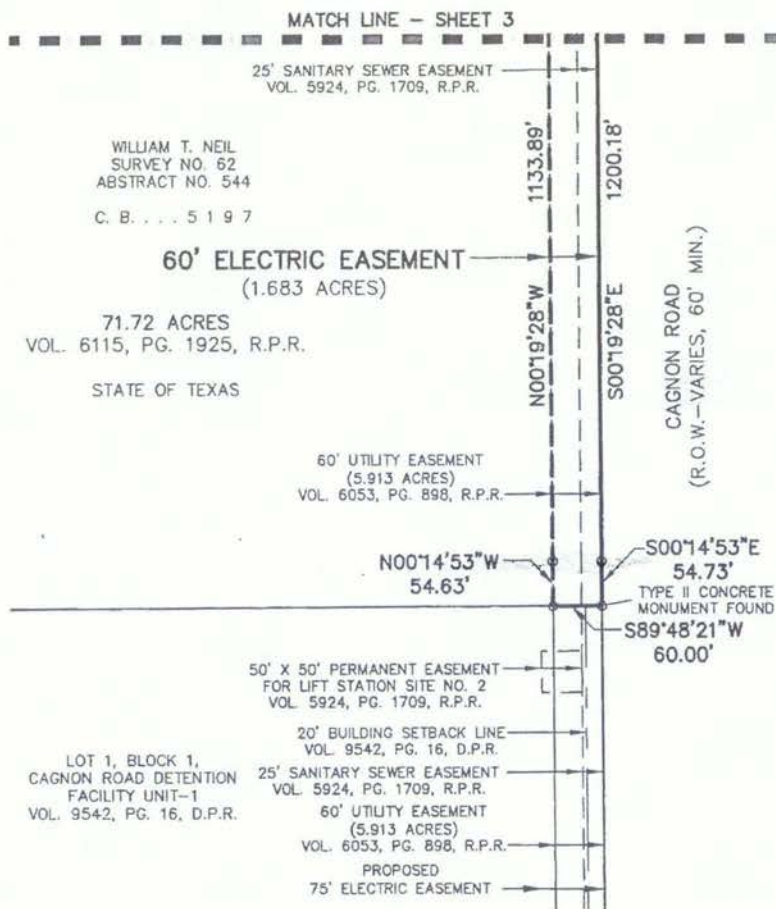 MATCH LINE - SHEET 3
25' SANITARY SEWER EASEMENT
VOL. 5924, PG. 1709, R.P.R.
WILLIAM T. NEIL
SURVEY NO. 62
ABSTRACT NO. 544
C. B. . . . 5 1 9 7
60' ELECTRIC EASEMENT
(1.683 ACRES)
71.72 ACRES
VOL. 6115, PG. 1925, R.P.R.
STATE OF TEXAS
1133.89'
N00°19'28"W
1200.18'
S00°19'28"E
CAGNON ROAD
(R.O.W.-VARIES, 60' MIN.)
60' UTILITY EASEMENT
(5.913 ACRES)
VOL. 6053, PG. 898, R.P.R.
N00°14'53"W
54.63'
S00°14'53"E
54.73'
TYPE II CONCRETE
MONUMENT FOUND
S89°48'21"W
60.00'
50' X 50' PERMANENT EASEMENT
FOR LIFT STATION SITE NO. 2
VOL. 5924, PG. 1709, R.P.R.
20' BUILDING SETBACK LINE
VOL. 9542, PG. 16, D.P.R.
LOT 1, BLOCK 1,
CAGNON ROAD DETENTION
FACILITY UNIT-1
VOL. 9542, PG. 16, D.P.R.
25' SANITARY SEWER EASEMENT
VOL. 5924, PG. 1709, R.P.R.
60' UTILITY EASEMENT
(5.913 ACRES)
VOL. 6053, PG. 898, R.P.R.
PROPOSED
75' ELECTRIC EASEMENT